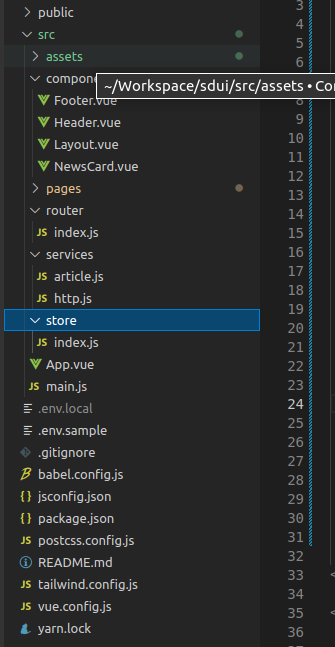 public
src
assets
compone
~/Workspace/sdui/src/assets • Con
Footer.vue
Header.vue
Layout.vue
NewsCard.vue
pages
router
JS index.js
services
JS article.js
JS http.js
store
JS index.js
App.vue
JS main.js
.env.local
.env.sample
.gitignore
babel.config.js
{ } jsconfig.json
{ } package.json
JS postcss.config.js
README.md
JS tailwind.config.js
JS vue.config.js
yarn.lock
3
4
5
6
8
9
10
11
12
13
14
15
16
17
18
19
20
21
22
23
24
25
26
27
28
29
30
31
32
33 <
34
35 <
36